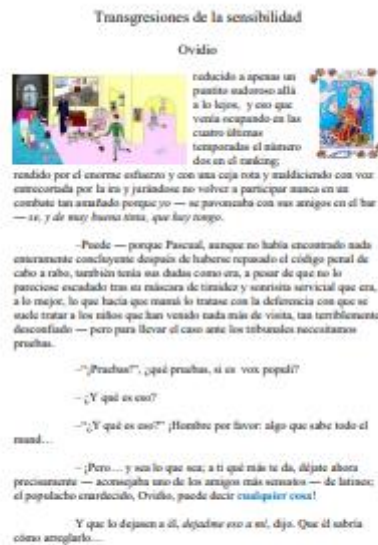 Transgresiones de la sensibilidad
Ovidio
reducido a apenas un
puntito sudoroso allá
a lo lejos, y eso que
venía ocupando en las
cuatro últimas
temporadas el número
dos en el ranking;
rendido por el enorme esfuerzo y con una ceja rota y maldiciendo con voz
entrecortada por la ira y jurándose no volver a participar nunca en un
combate tan amañado porque yo — se pavoneaba con sus amigos en el bar
— se, y de muy buena tinta, que hay tongo.
–Puede — porque Pascual, aunque no había encontrado nada
enteramente concluyente después de haberse repasado el código penal de
cabo a rabo, también tenía sus dudas como era, a pesar de que no lo
pareciese escudado tras su máscara de timidez y sonrisita servicial que era,
a lo mejor, lo que hacía que mamá lo tratase con la deferencia con que se
suele tratar a los niños que han venido nada más de visita, tan terriblemente
desconfiado — pero para llevar el caso ante los tribunales necesitamos
pruebas.
–“¡Pruebas!”, ¿qué pruebas, si es vox populi?
– ¿Y qué es eso?
–“¿Y qué es eso?” ¡Hombre por favor: algo que sabe todo el
mund…
– ¡Pero… y sea lo que sea; a ti qué más te da, déjate ahora
precisamente — aconsejaba uno de los amigos más sensatos — de latines;
el populacho enardecido, Ovidio, puede decir cualquier cosa!
Y que lo dejasen a él, dejadme eso a mí, dijo. Que él sabría
cómo arreglarlo…